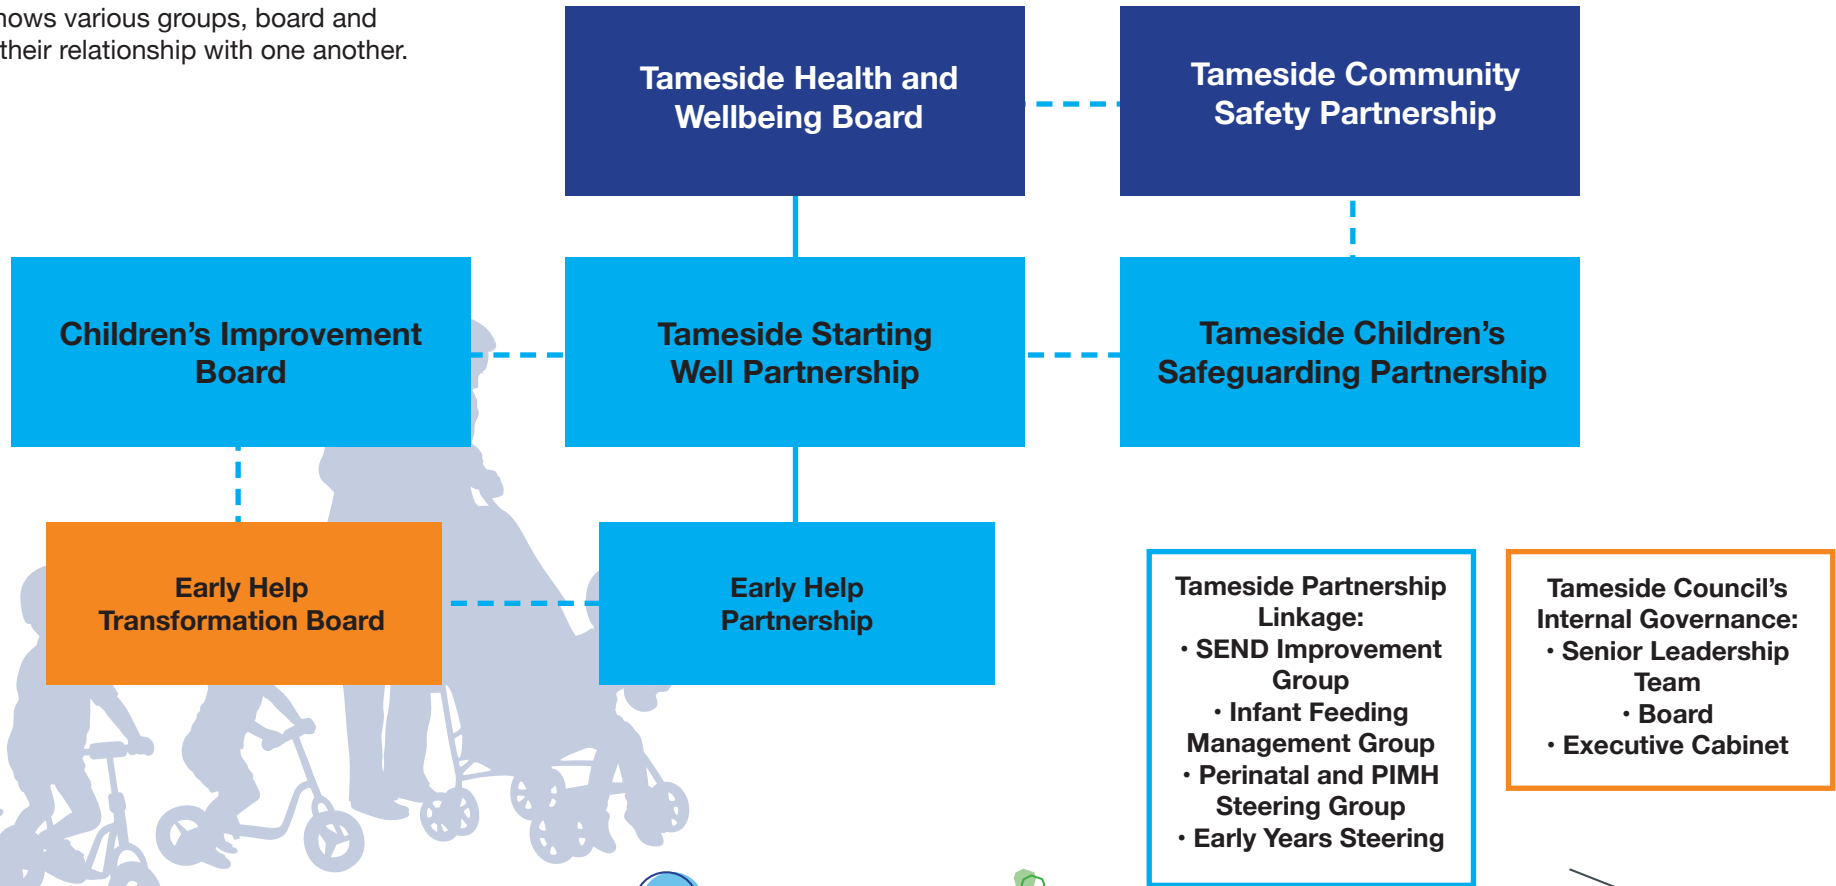 nows various groups, board and
their relationship with one another.
Tameside Health and
Wellbeing Board
Tameside Community
Safety Partnership
Children’s Improvement
Board
Tameside Starting
Well Partnership
Tameside Children’s
Safeguarding Partnership
Early Help
Transformation Board
Early Help
Partnership
Tameside Partnership
Linkage:
• SEND Improvement
Group
• Infant Feeding
Management Group
• Perinatal and PIMH
Steering Group
• Early Years Steering
Tameside Council’s
Internal Governance:
• Senior Leadership
Team
• Board
• Executive Cabinet